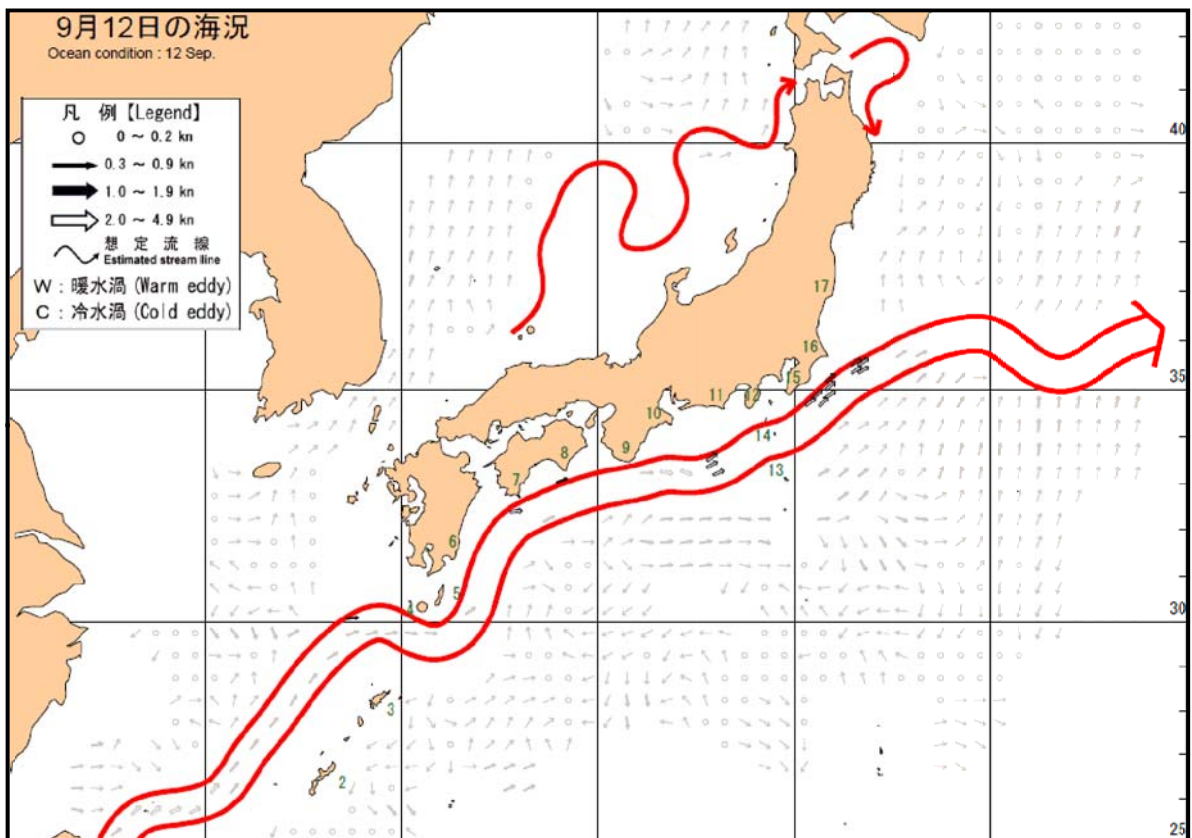 9月12日の海況
Ocean condition : 12 Sep.
凡 例【Legend】
0 ～ 0.2 kn
0.3 ～ 0.9 kn
1.0 ～ 1.9 kn
2.0 ～ 4.9 kn
想 定 流 線
Estimated stream line
W : 暖水渦 (Warm eddy)
C : 冷水渦 (Cold eddy)
40
17
16
35
15
12
11
10
14
9
8
13
7
6
5
30
3
2
25